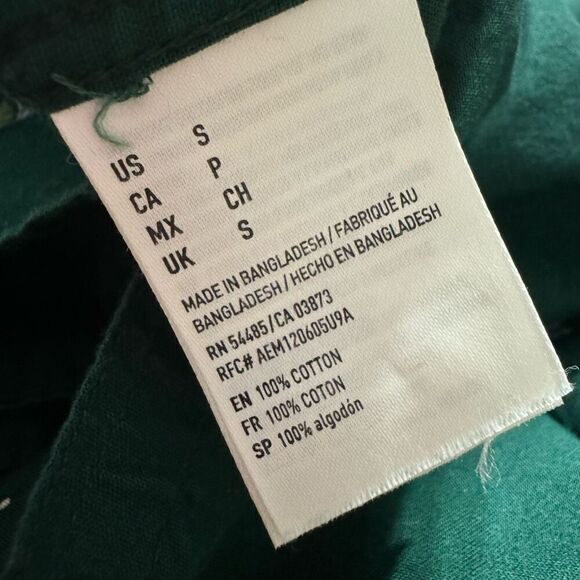 US S
CA P
MX CH
UK S
MADE IN BANGLADESH / FABRIQUÉ AU
BANGLADESH / HECHO EN BANGLADESH
RN 54485/CA 03873
RFC# AEM120605U9A
EN 100% COTTON
FR 100% COTON
SP 100% algodón